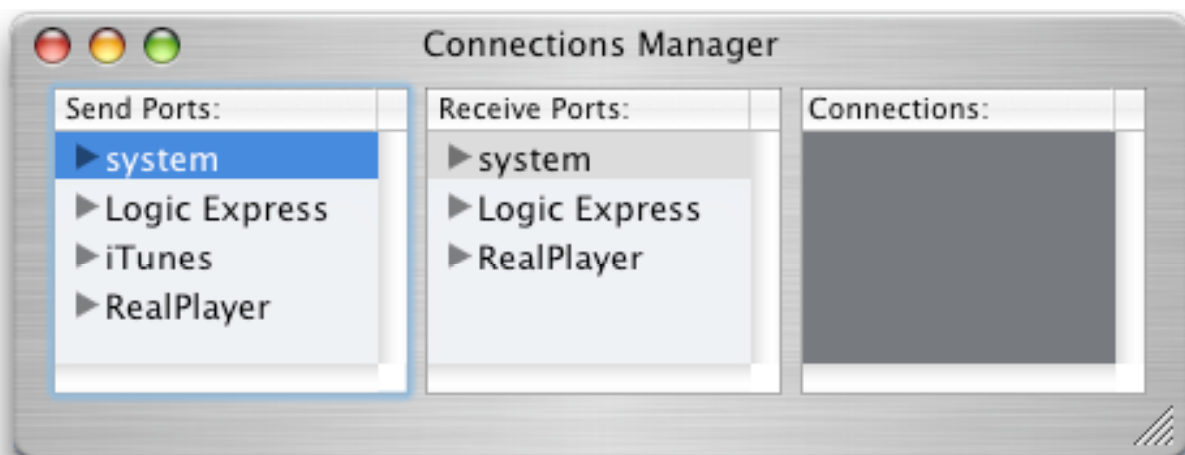 Connections Manager
Send Ports:
system
Logic Express
iTunes
RealPlayer
Receive Ports:
system
Logic Express
RealPlayer
Connections: